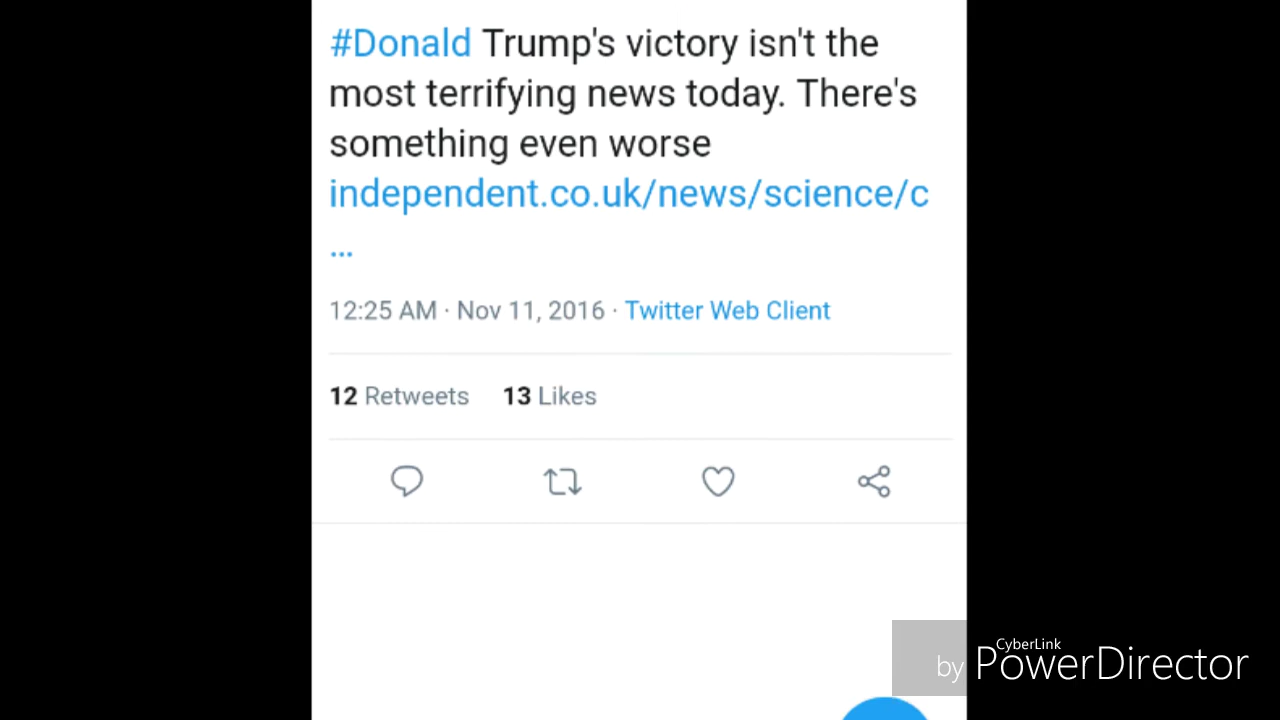 #Donald Trump's victory isn't the
most terrifying news today. There's
something even worse
independent.co.uk/news/science/c
...
12:25 AM · Nov 11, 2016 · Twitter Web Client
12 Retweets 13 Likes
CyberLink
by PowerDirector